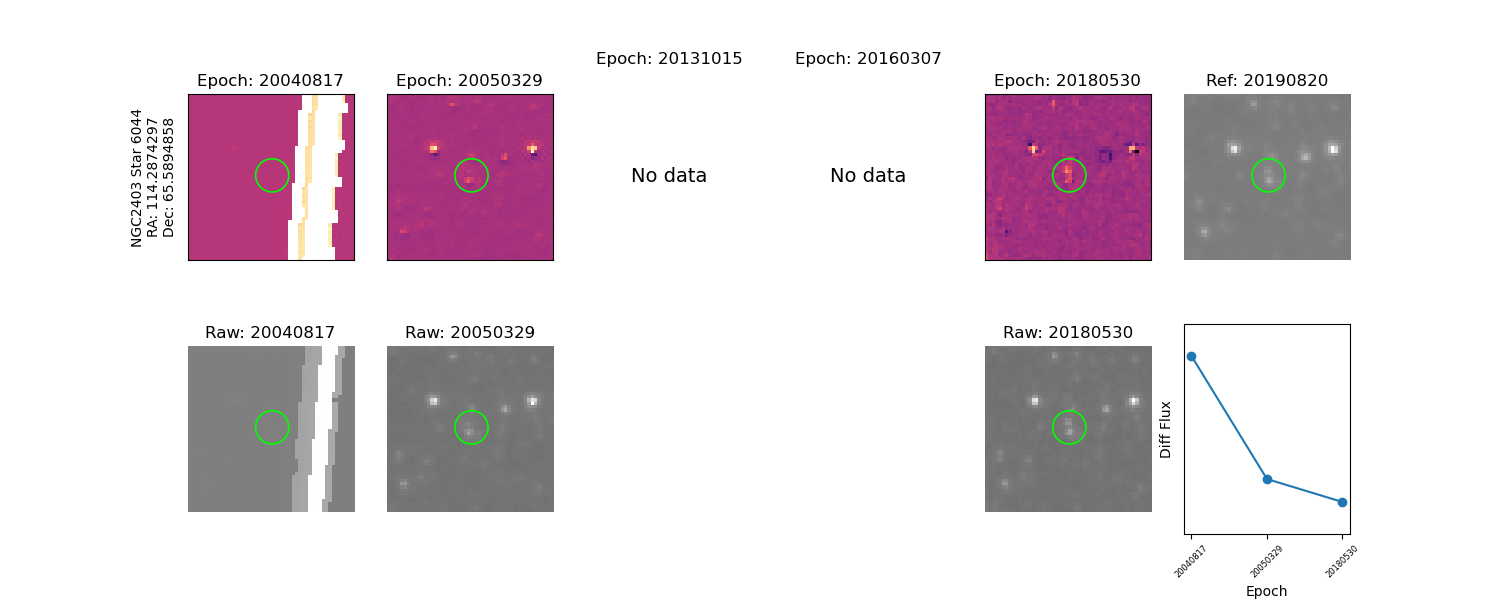 Epoch: 20131015
Epoch: 20160307
Epoch: 20040817
Epoch: 20050329
Epoch: 20180530
Ref: 20190820
NGC2403 Star 6044
RA: 114.2874297
Dec: 65.5894858
No data
No data
Raw: 20040817
Raw: 20050329
Raw: 20180530
Diff Flux
20040817
20050329
20180530
Epoch